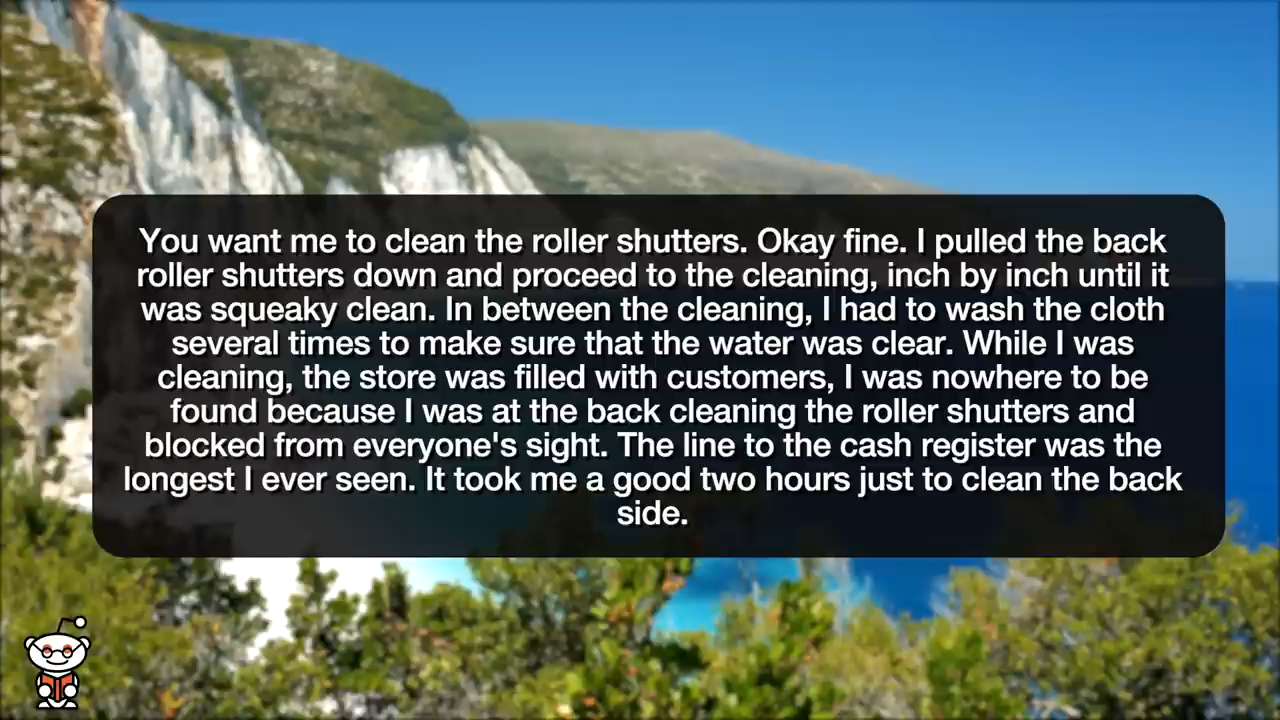 You want me to clean the roller shutters. Okay fine. I pulled the back
roller shutters down and proceed to the cleaning, inch by inch until it
was squeaky clean. In between the cleaning, I had to wash the cloth
several times to make sure that the water was clear. While I was
cleaning, the store was filled with customers, I was nowhere to be
found because I was at the back cleaning the roller shutters and
blocked from everyone's sight. The line to the cash register was the
longest I ever seen. It took me a good two hours just to clean the back
side.